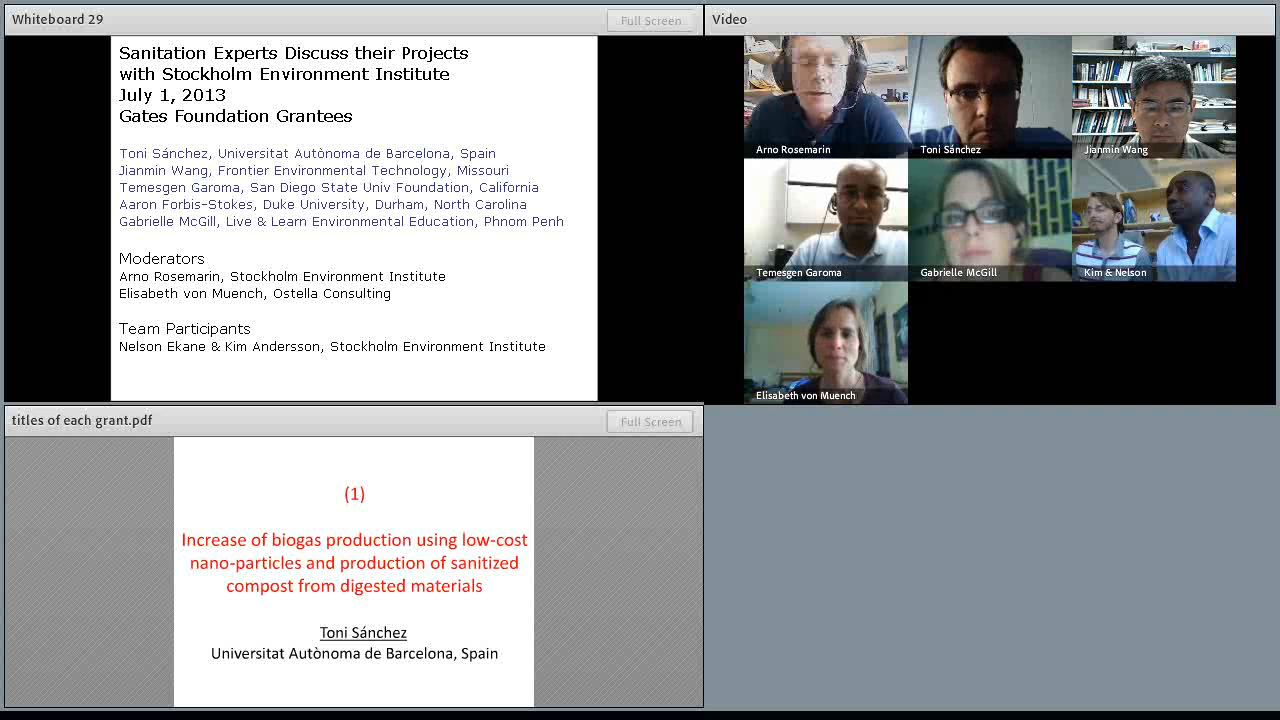 Whiteboard 29
Full Screen
Sanitation Experts Discuss their Projects
with Stockholm Environment Institute
July 1, 2013
Gates Foundation Grantees
Toni Sánchez, Universitat Autònoma de Barcelona, Spain
Jianmin Wang, Frontier Environmental Technology, Missouri
Temesgen Garoma, San Diego State Univ Foundation, California
Aaron Forbis-Stokes, Duke University, Durham, North Carolina
Gabrielle McGill, Live & Learn Environmental Education, Phnom Penh
Moderators
Arno Rosemarin, Stockholm Environment Institute
Elisabeth von Muench, Ostella Consulting
Team Participants
Nelson Ekane & Kim Andersson, Stockholm Environment Institute
Video
Arno Rosemarin
Toni Sánchez
Jianmin Wang
Temesgen Garoma
Gabrielle McGill
Kim & Nelson
Elisabeth von Muench
titles of each grant.pdf
Full Screen
(1)
Increase of biogas production using low-cost
nano-particles and production of sanitized
compost from digested materials
Toni Sánchez
Universitat Autònoma de Barcelona, Spain